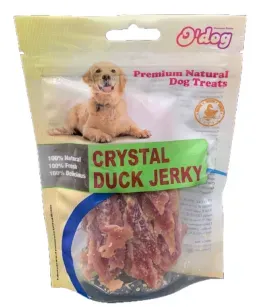 O'dog
Premium Natural
Dog Treats
100% Natural
100% Fresh
100% Delicious
CRYSTAL
DUCK JERKY